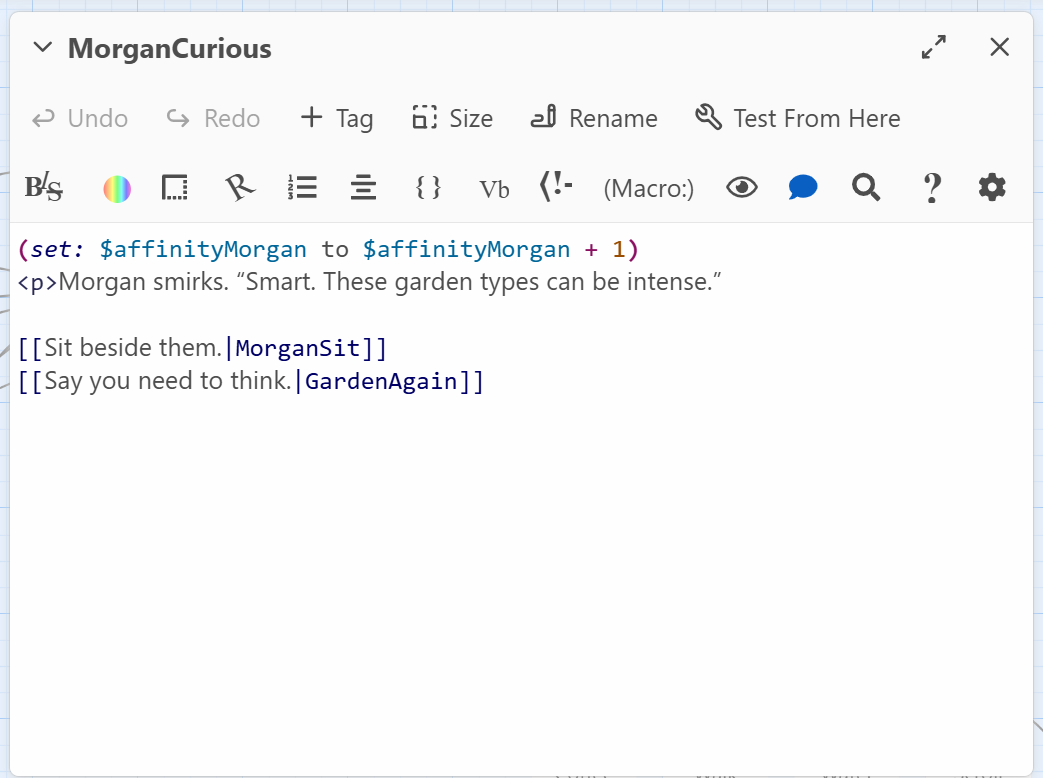 MorganCurious
Undo Redo + Tag Size Rename Test From Here
B/S R { } Vb (!- (Macro:) ?
(set: $affinityMorgan to $affinityMorgan + 1)
<p>Morgan smirks. “Smart. These garden types can be intense.”
[[Sit beside them.|MorganSit]]
[[Say you need to think.|GardenAgain]]